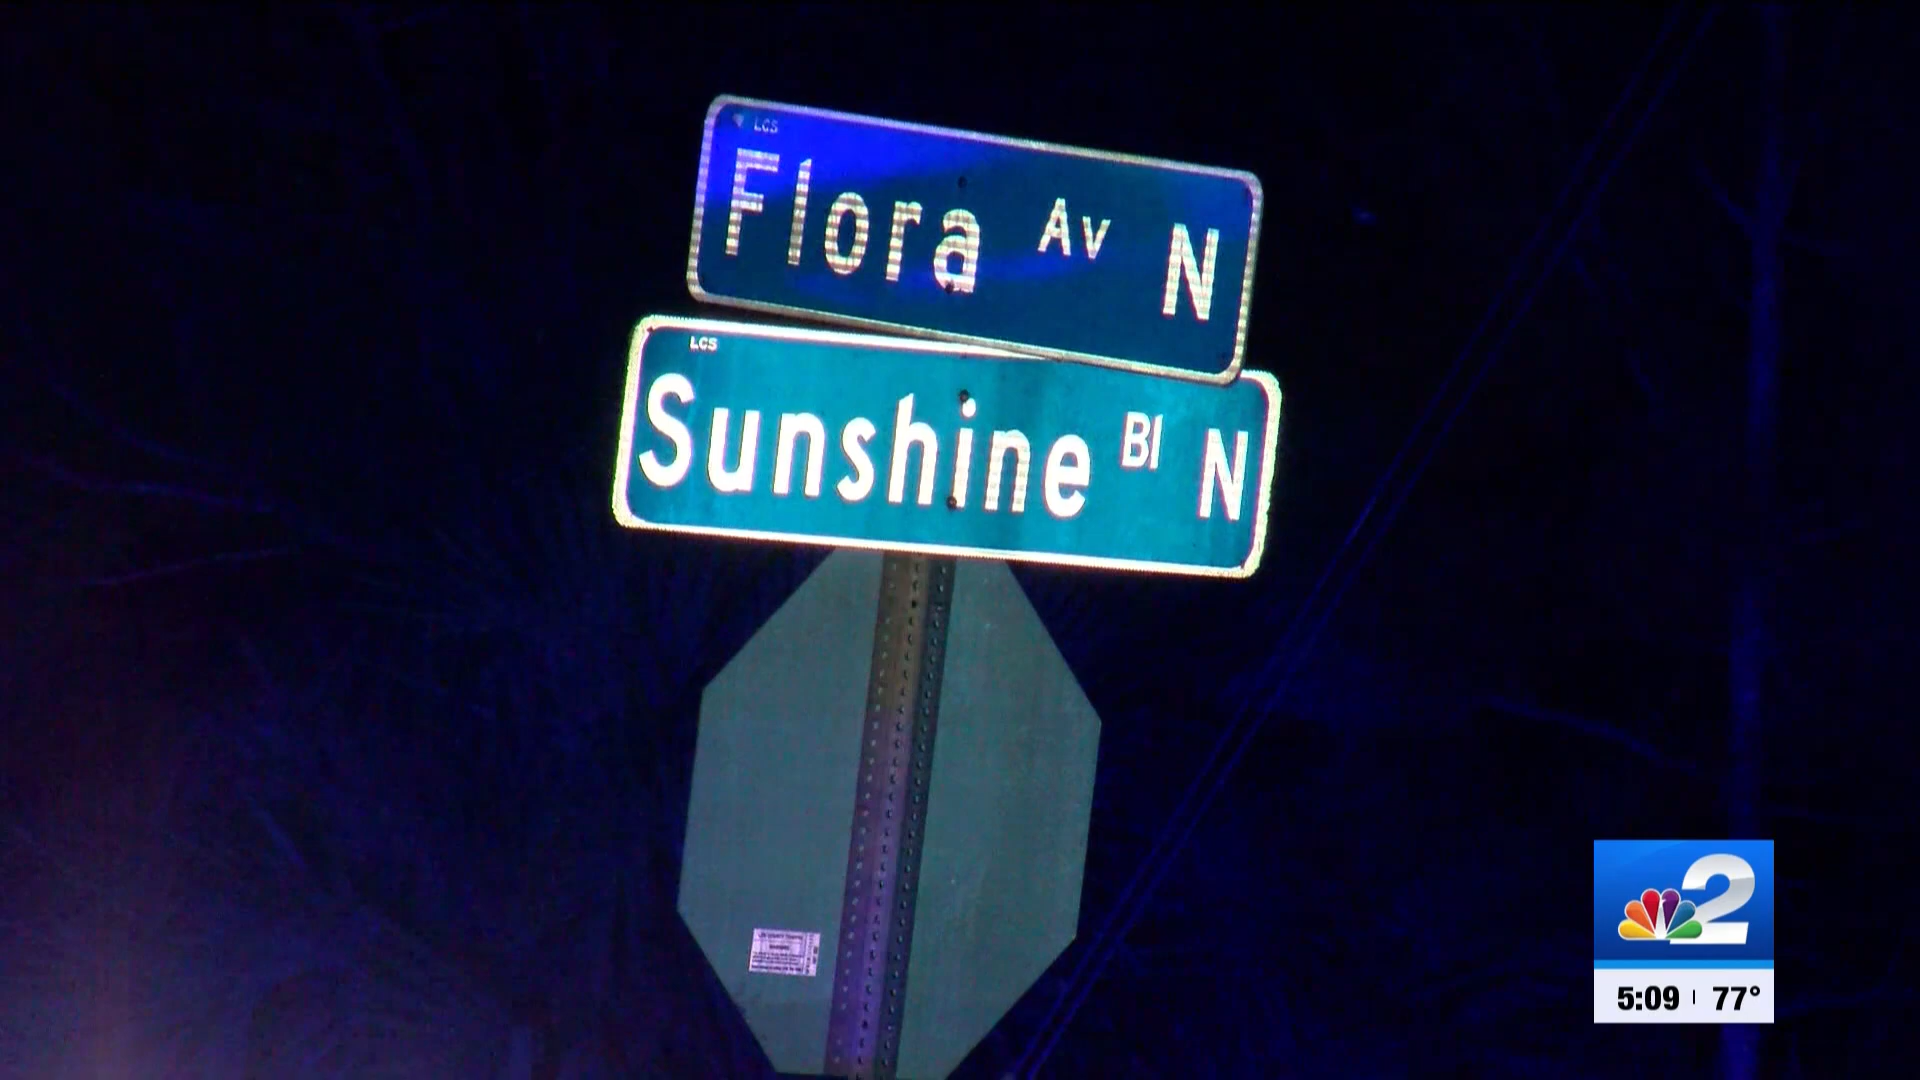 LCS
Flora Av N
LCS
Sunshine Bl N
2
5:09 | 77°